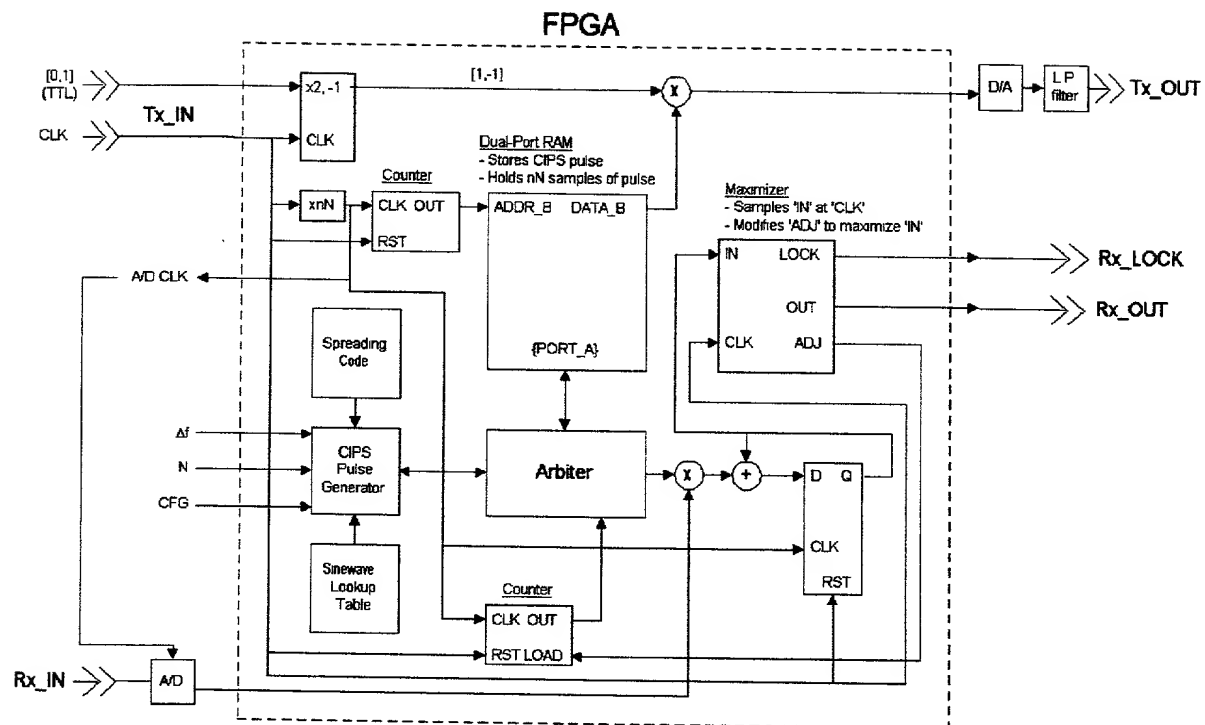 FPGA
[0,1]
(TTL)
x2, -1
[1,-1]
X
D/A
LP
filter
Tx_OUT
CLK
Tx_IN
CLK
Dual-Port RAM
- Stores CIPS pulse
- Holds nN samples of pulse
Counter
xnN
CLK OUT
RST
ADDR_B DATA_B
{PORT_A}
Maximizer
- Samples 'IN' at 'CLK'
- Modifies 'ADJ' to maximize 'IN'
IN LOCK
OUT
CLK ADJ
Rx_LOCK
Rx_OUT
A/D CLK
Spreading
Code
Δf
N
CFG
CIPS
Pulse
Generator
Arbiter
X
+
D Q
CLK
RST
Sinewave
Lookup
Table
Counter
CLK OUT
RST LOAD
Rx_IN
A/D